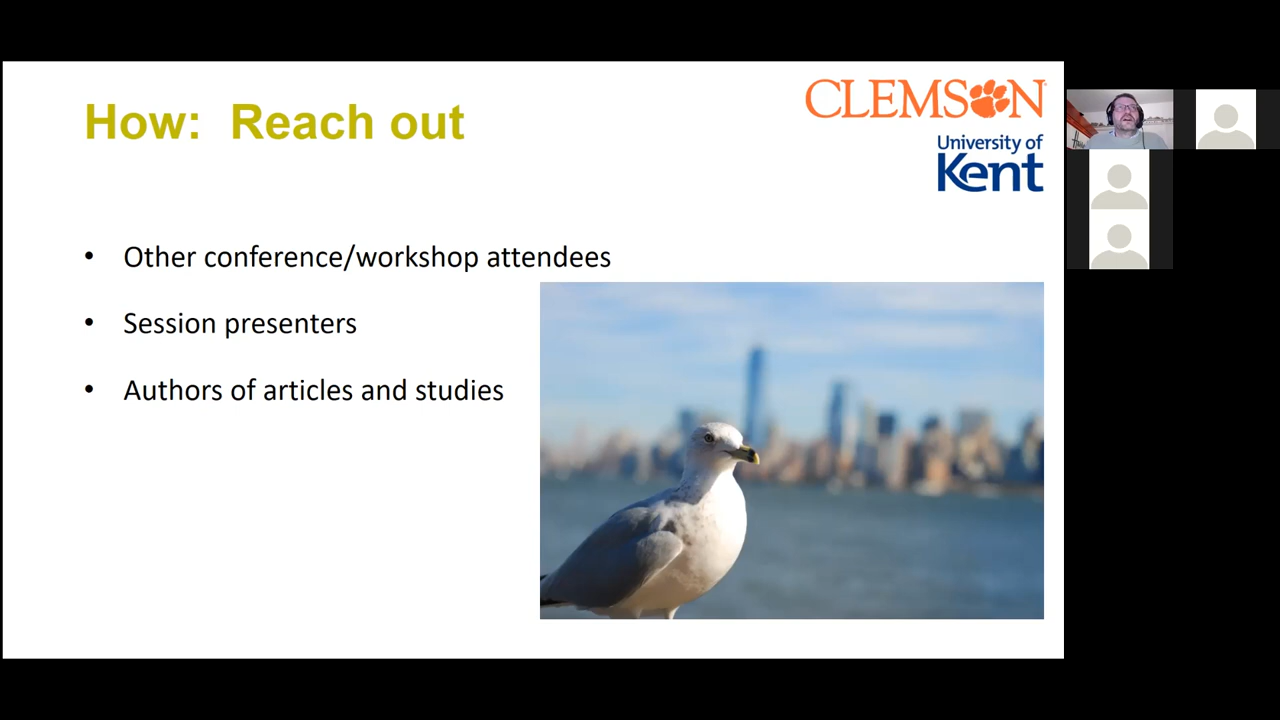 How: Reach out
CLEMSON
University of
Kent
• Other conference/workshop attendees
• Session presenters
• Authors of articles and studies